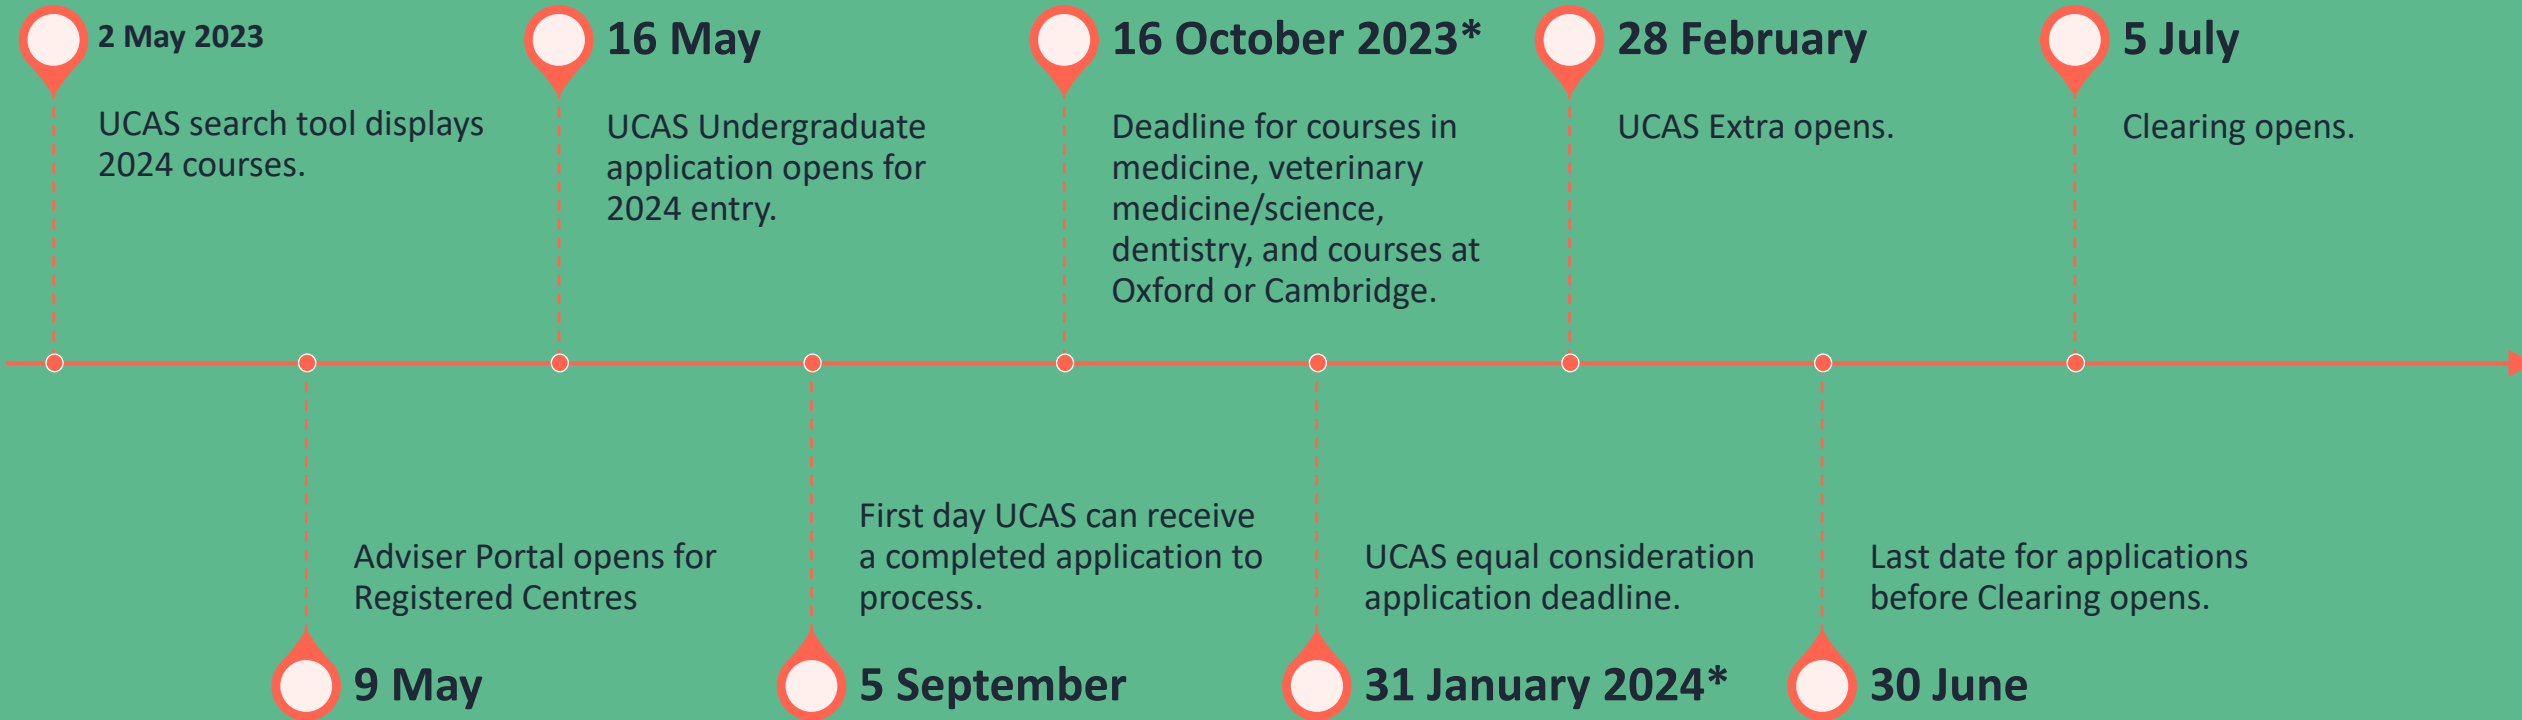 2 May 2023
UCAS search tool displays
2024 courses.
Adviser Portal opens for
Registered Centres
9 May
16 May
UCAS Undergraduate
application opens for
2024 entry.
First day UCAS can receive
a completed application to
process.
5 September
16 October 2023*
Deadline for courses in
medicine, veterinary
medicine/science,
dentistry, and courses at
Oxford or Cambridge.
UCAS equal consideration
application deadline.
31 January 2024*
28 February
UCAS Extra opens.
Last date for applications
before Clearing opens.
30 June
5 July
Clearing opens.